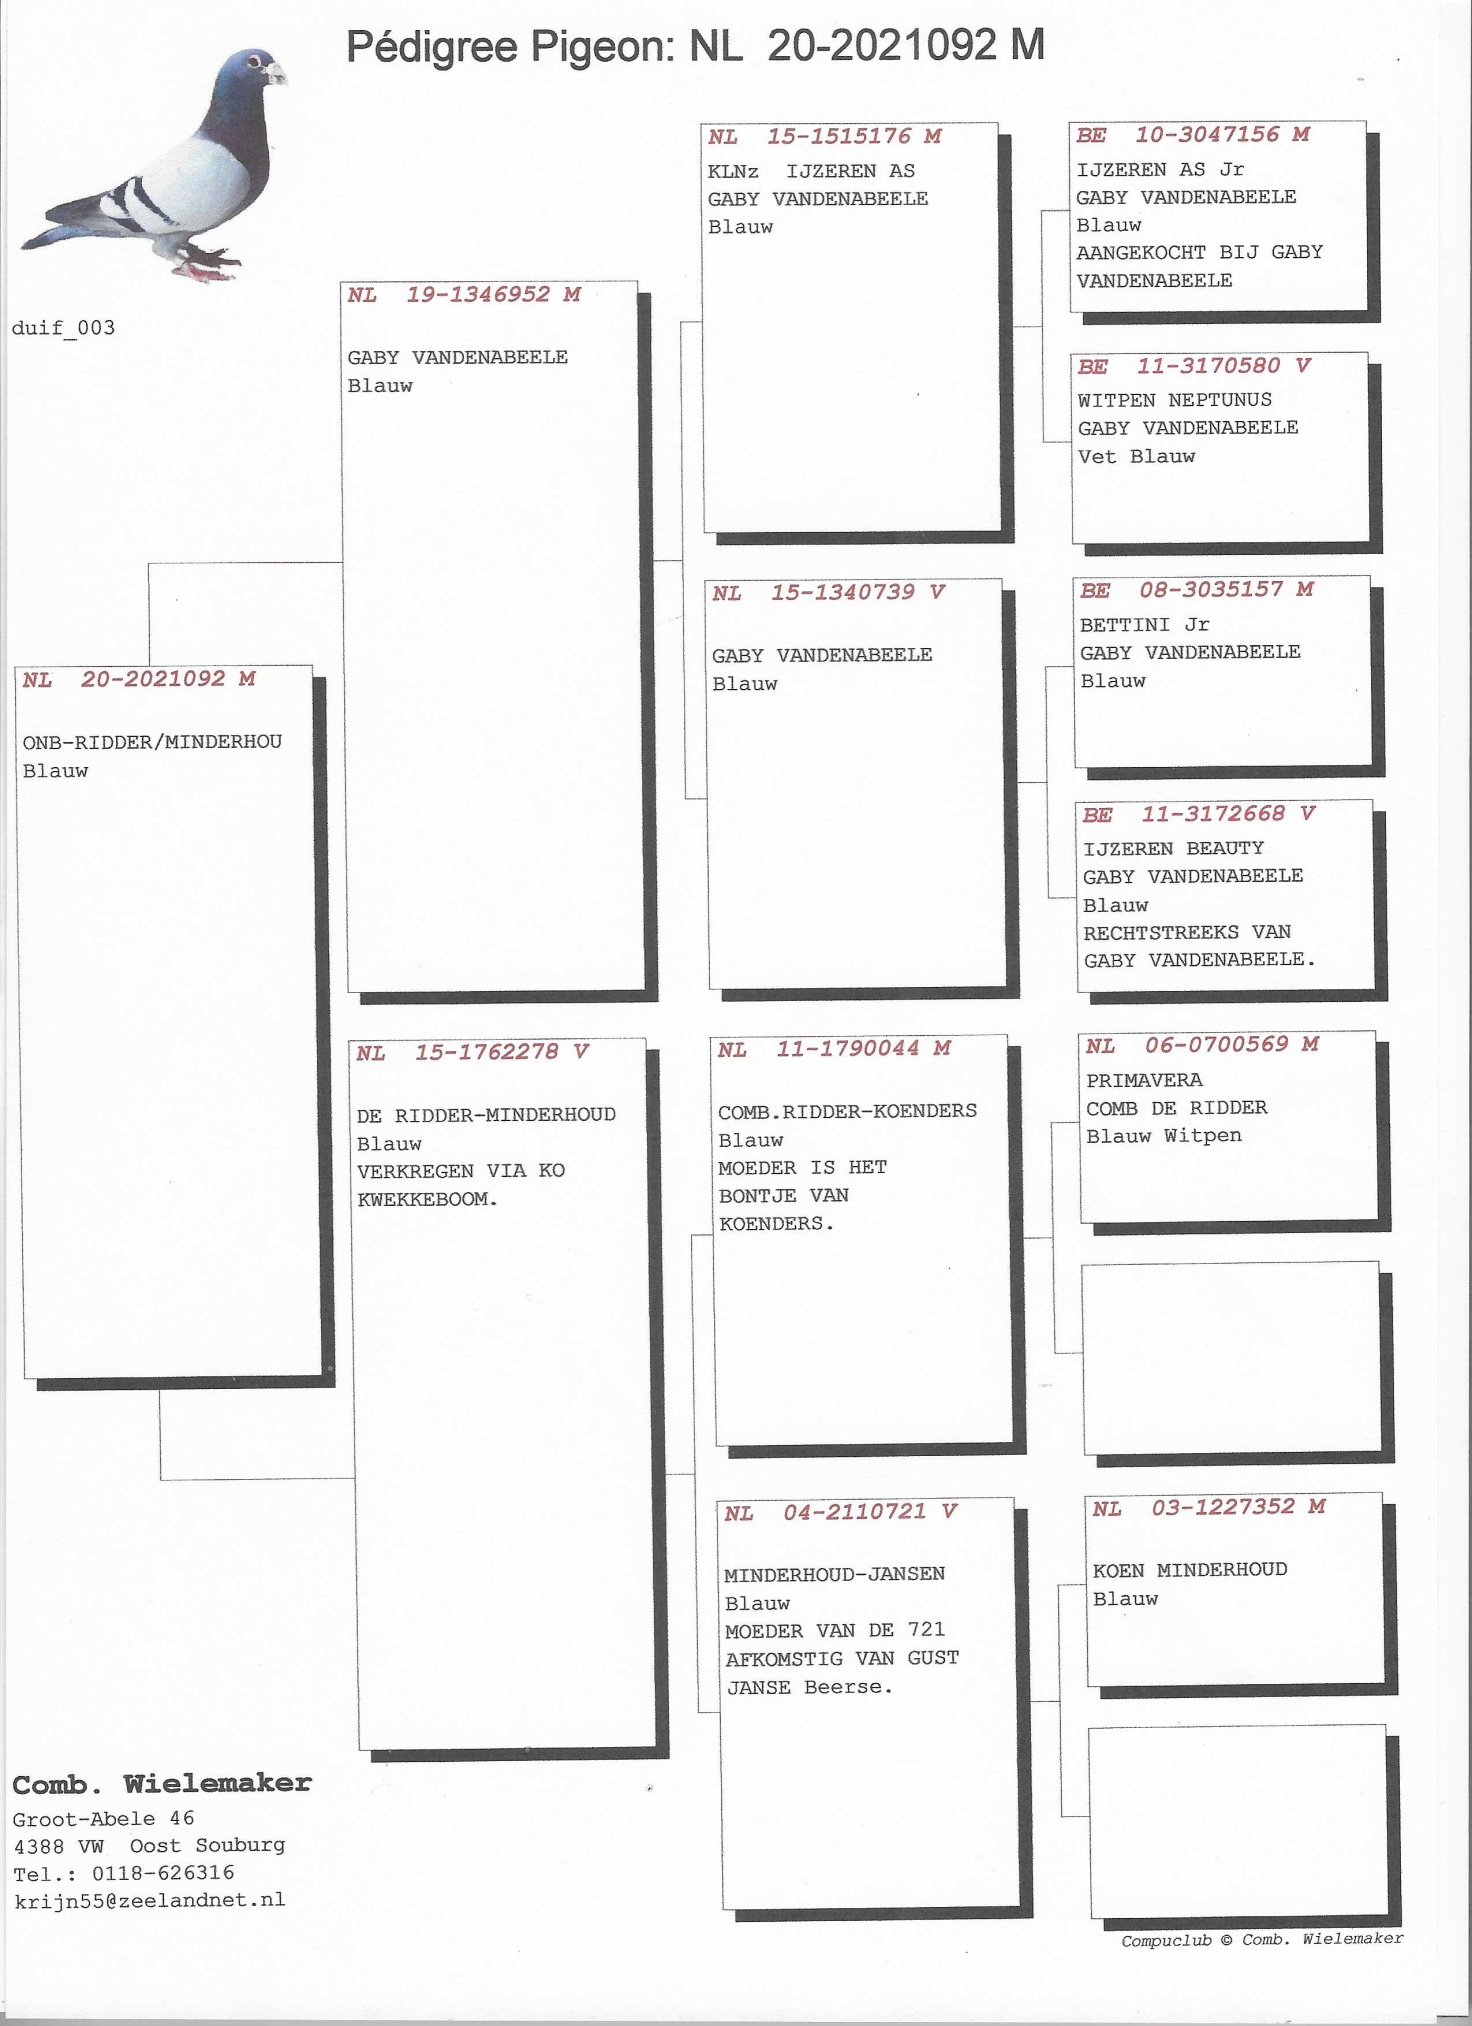 Pédigree Pigeon: NL 20-2021092 M
duif_003
NL 20-2021092 M
ONB-RIDDER/MINDERHOU
Blauw
NL 19-1346952 M
GABY VANDENABEELE
Blauw
NL 15-1762278 V
DE RIDDER-MINDERHOUD
Blauw
VERKREGEN VIA KO
KWEKKEBOOM.
NL 15-1515176 M
KLNz IJZEREN AS
GABY VANDENABEELE
Blauw
NL 15-1340739 V
GABY VANDENABEELE
Blauw
NL 11-1790044 M
COMB.RIDDER-KOENDERS
Blauw
MOEDER IS HET
BONTJE VAN
KOENDERS.
NL 04-2110721 V
MINDERHOUD-JANSEN
Blauw
MOEDER VAN DE 721
AFKOMSTIG VAN GUST
JANSE Beerse.
BE 10-3047156 M
IJZEREN AS Jr
GABY VANDENABEELE
Blauw
AANGEKOCHT BIJ GABY
VANDENABEELE
BE 11-3170580 V
WITPEN NEPTUNUS
GABY VANDENABEELE
Vet Blauw
BE 08-3035157 M
BETTINI Jr
GABY VANDENABEELE
Blauw
BE 11-3172668 V
IJZEREN BEAUTY
GABY VANDENABEELE
Blauw
RECHTSTREEKS VAN
GABY VANDENABEELE.
NL 06-0700569 M
PRIMAVERA
COMB DE RIDDER
Blauw Witpen
NL 03-1227352 M
KOEN MINDERHOUD
Blauw
Comb. Wielemaker
Groot-Abele 46
4388 VW Oost Souburg
Tel.: 0118-626316
krijn55@zeelandnet.nl
Compuclub © Comb. Wielemaker